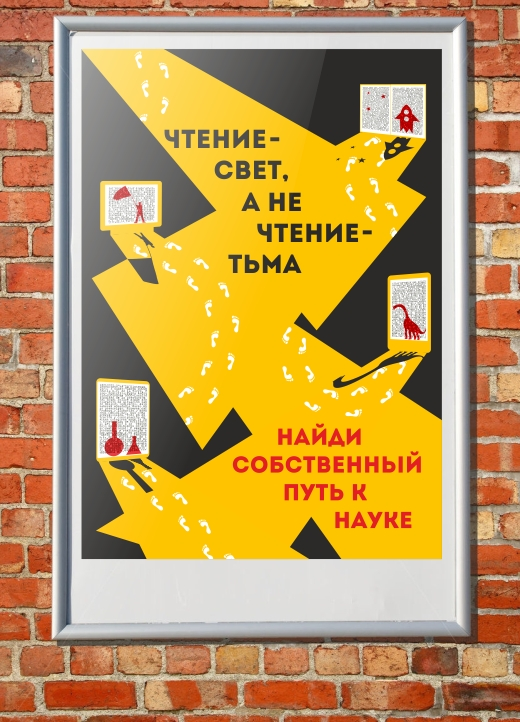 ЧТЕНИЕ-
СВЕТ,
А НЕ
ЧТЕНИЕ-
ТЬМА
НАЙДИ
СОБСТВЕННЫЙ
ПУТЬ К
НАУКЕ